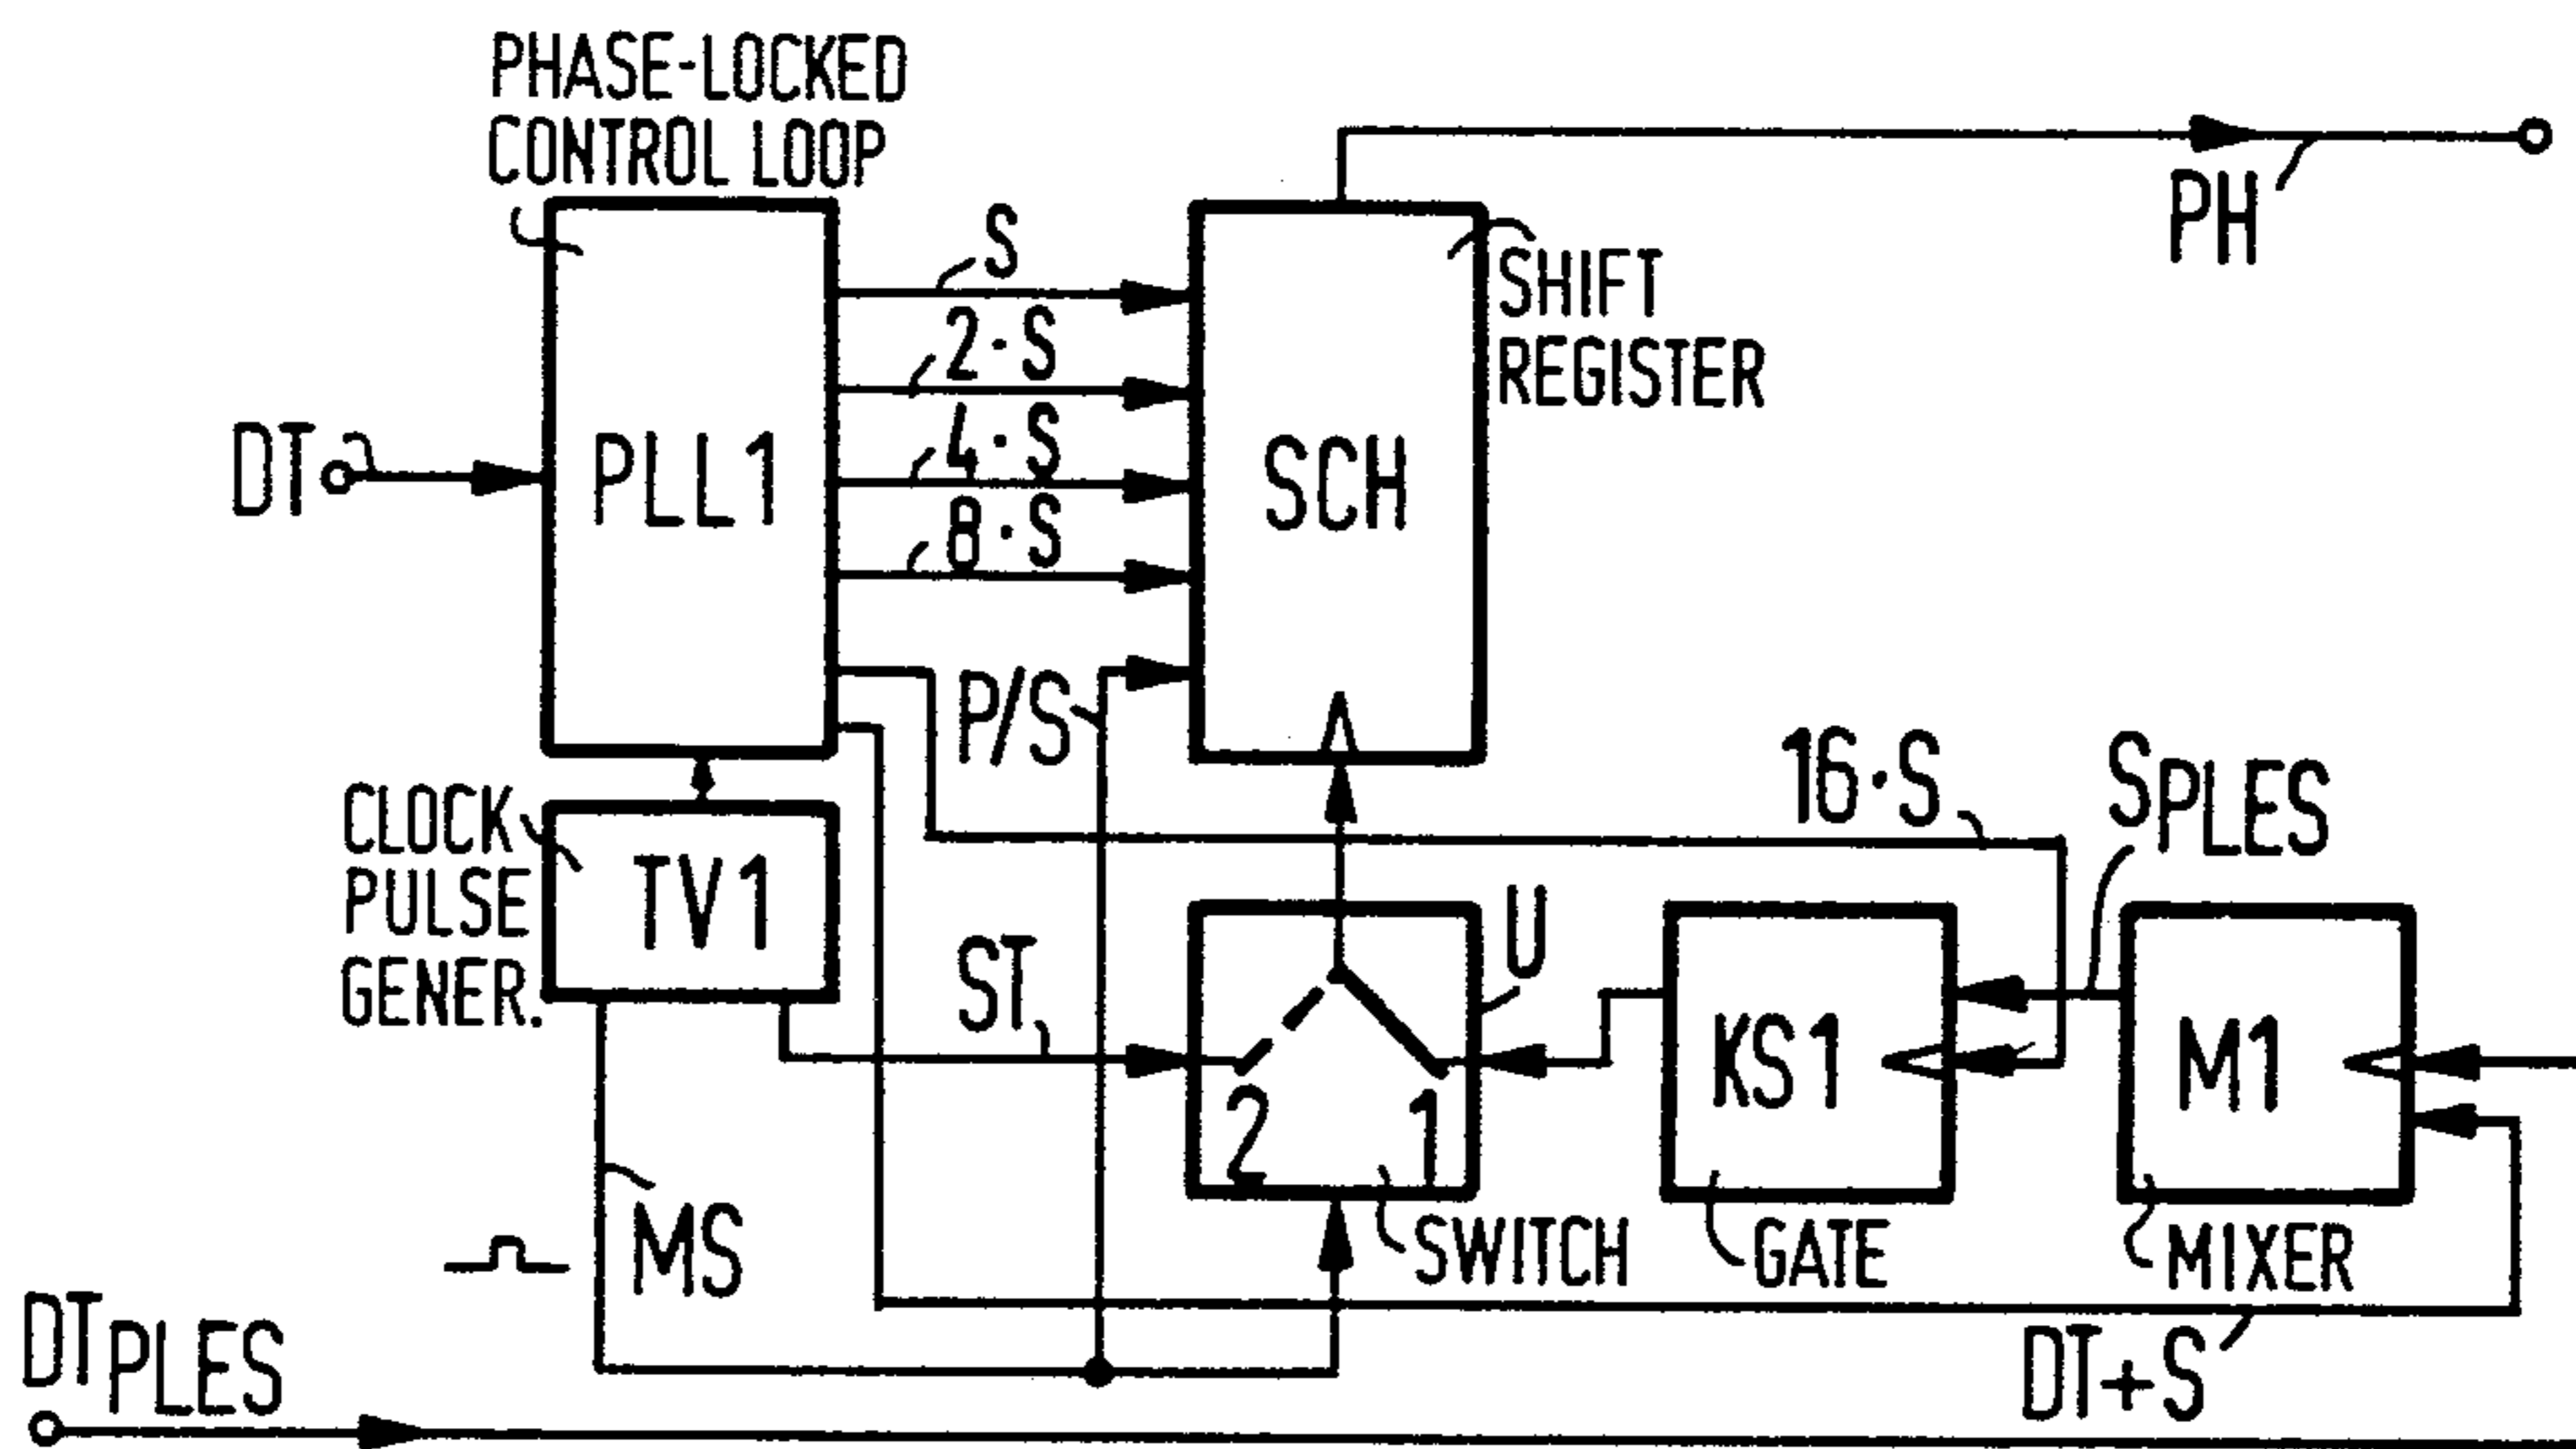 PHASE-LOCKED
CONTROL LOOP
PH
S
SHIFT
REGISTER
2·S
DT
PLL1
4·S
SCH
8·S
P/S
16·S
SPLES
CLOCK
PULSE
GENER.
TV1
ST
U
KS1
M1
2
1
MS
SWITCH
GATE
MIXER
DTPLES
DT+S